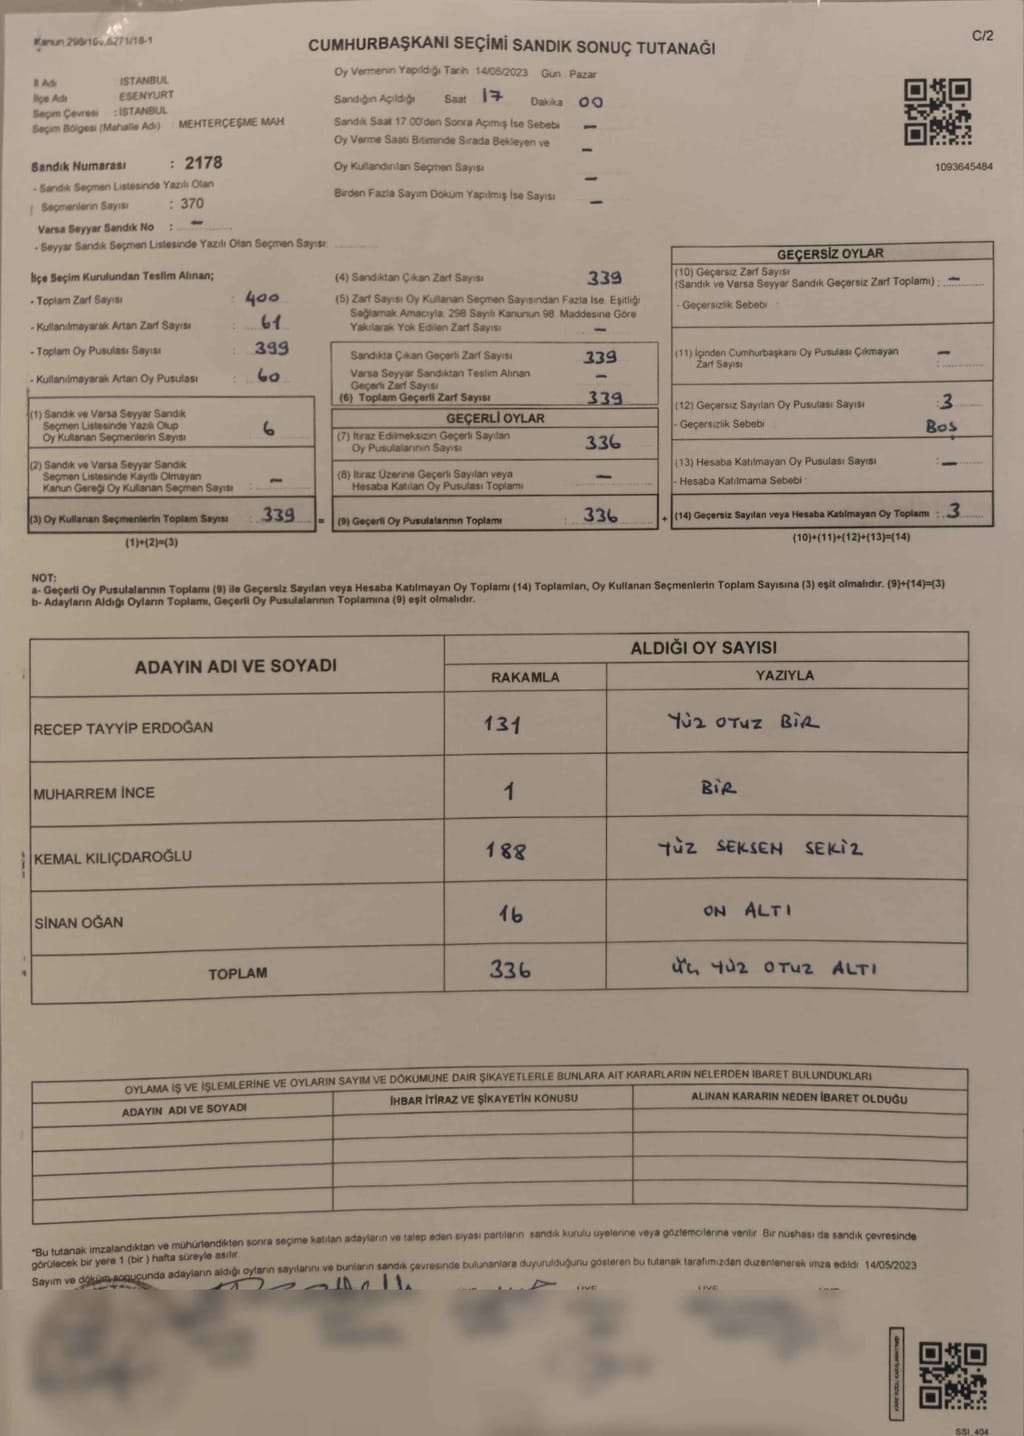 Kanun 298/105,6271/18-1
C/2
CUMHURBAŞKANI SEÇİMİ SANDIK SONUÇ TUTANAĞI
İl Adı İSTANBUL
İlçe Adı ESENYURT
Seçim Çevresi : İSTANBUL
Seçim Bölgesi (Mahalle Adı) : MEHTERÇEŞME MAH.
Sandık Numarası : 2178
- Sandık Seçmen Listesinde Yazılı Olan
Seçmenlerin Sayısı : 370
Varsa Seyyar Sandık No : —
- Seyyar Sandık Seçmen Listesinde Yazılı Olan Seçmen Sayısı:
Oy Vermenin Yapıldığı Tarih 14/05/2023 Gün Pazar
Sandığın Açıldığı Saat 17 Dakika 00
Sandık Saat 17 00'den Sonra Açımış İse Sebebi —
Oy Verme Saati Bitiminde Sırada Bekleyen ve —
Oy Kullandırılan Seçmen Sayısı —
Birden Fazla Sayım Döküm Yapılmış İse Sayısı —
1093645484
İlçe Seçim Kurulundan Teslim Alınan;
- Toplam Zarf Sayısı : 400
- Kullanılmayarak Artan Zarf Sayısı : 61
- Toplam Oy Pusulası Sayısı : 399
- Kullanılmayarak Artan Oy Pusulası : 60
(1) Sandık ve Varsa Seyyar Sandık
Seçmen Listesinde Yazılı Olup
Oy Kullanan Seçmenlerin Sayısı 6
(2) Sandık ve Varsa Seyyar Sandık
Seçmen Listesinde Kayıtlı Olmayan
Kanun Gereği Oy Kullanan Seçmen Sayısı : —
(3) Oy Kullanan Seçmenlerin Toplam Sayısı : 339 =
(1)+(2)=(3)
(4) Sandıktan Çıkan Zarf Sayısı 339
(5) Zarf Sayısı Oy Kullanan Seçmen Sayısından Fazla İse, Eşitliği
Sağlamak Amacıyla, 298 Sayılı Kanunun 98. Maddesine Göre
Yakılarak Yok Edilen Zarf Sayısı —
Sandıkta Çıkan Geçerli Zarf Sayısı 339
Varsa Seyyar Sandıktan Teslim Alınan
Geçerli Zarf Sayısı —
(6) Toplam Geçerli Zarf Sayısı 339
GEÇERLİ OYLAR
(7) İtiraz Edilmeksizin Geçerli Sayılan
Oy Pusulalarının Sayısı 336
(8) İtiraz Üzerine Geçerli Sayılan veya
Hesaba Katılan Oy Pusulası Toplamı —
(9) Geçerli Oy Pusulalarının Toplamı : 336 +
GEÇERSİZ OYLAR
(10) Geçersiz Zarf Sayısı
(Sandık ve Varsa Seyyar Sandık Geçersiz Zarf Toplamı) : —
- Geçersizlik Sebebi :
(11) İçinden Cumhurbaşkanı Oy Pusulası Çıkmayan
Zarf Sayısı : —
(12) Geçersiz Sayılan Oy Pusulası Sayısı : 3
- Geçersizlik Sebebi BOŞ
(13) Hesaba Katılmayan Oy Pusulası Sayısı : —
- Hesaba Katılmama Sebebi :
(14) Geçersiz Sayılan veya Hesaba Katılmayan Oy Toplamı : 3
(10)+(11)+(12)+(13)=(14)
NOT:
a- Geçerli Oy Pusulalarının Toplamı (9) ile Geçersiz Sayılan veya Hesaba Katılmayan Oy Toplamı (14) Toplamları, Oy Kullanan Seçmenlerin Toplam Sayısına (3) eşit olmalıdır. (9)+(14)=(3)
b- Adayların Aldığı Oyların Toplamı, Geçerli Oy Pusulalarının Toplamına (9) eşit olmalıdır.
ADAYIN ADI VE SOYADI
ALDIĞI OY SAYISI
RAKAMLA YAZIYLA
RECEP TAYYİP ERDOĞAN 131 YÜZ OTUZ BİR
MUHARREM İNCE 1 BİR
KEMAL KILIÇDAROĞLU 188 YÜZ SEKSEN SEKİZ
SİNAN OĞAN 16 ON ALTI
TOPLAM 336 ÜÇ YÜZ OTUZ ALTI
OYLAMA İŞ VE İŞLEMLERİNE VE OYLARIN SAYIM VE DÖKÜMÜNE DAİR ŞİKAYETLERLE BUNLARA AİT KARARLARIN NELERDEN İBARET BULUNDUKLARI
ADAYIN ADI VE SOYADI İHBAR İTİRAZ VE ŞİKAYETİN KONUSU ALINAN KARARIN NEDEN İBARET OLDUĞU
*Bu tutanak imzalandıktan ve mühürlendikten sonra seçime katılan adayların ve talep eden siyasi partilerin sandık kurulu üyelerine veya gözlemcilerine verilir Bir nüshası da sandık çevresinde
görülecek bir yere 1 (bir ) hafta süreyle asılır.
Sayım ve döküm sonucunda adayların aldığı oyların sayılarını ve bunların sandık çevresinde bulunanlara duyurulduğunu gösteren bu tutanak tarafımızdan düzenlenerek imza edildi 14/05/2023
SSI 404